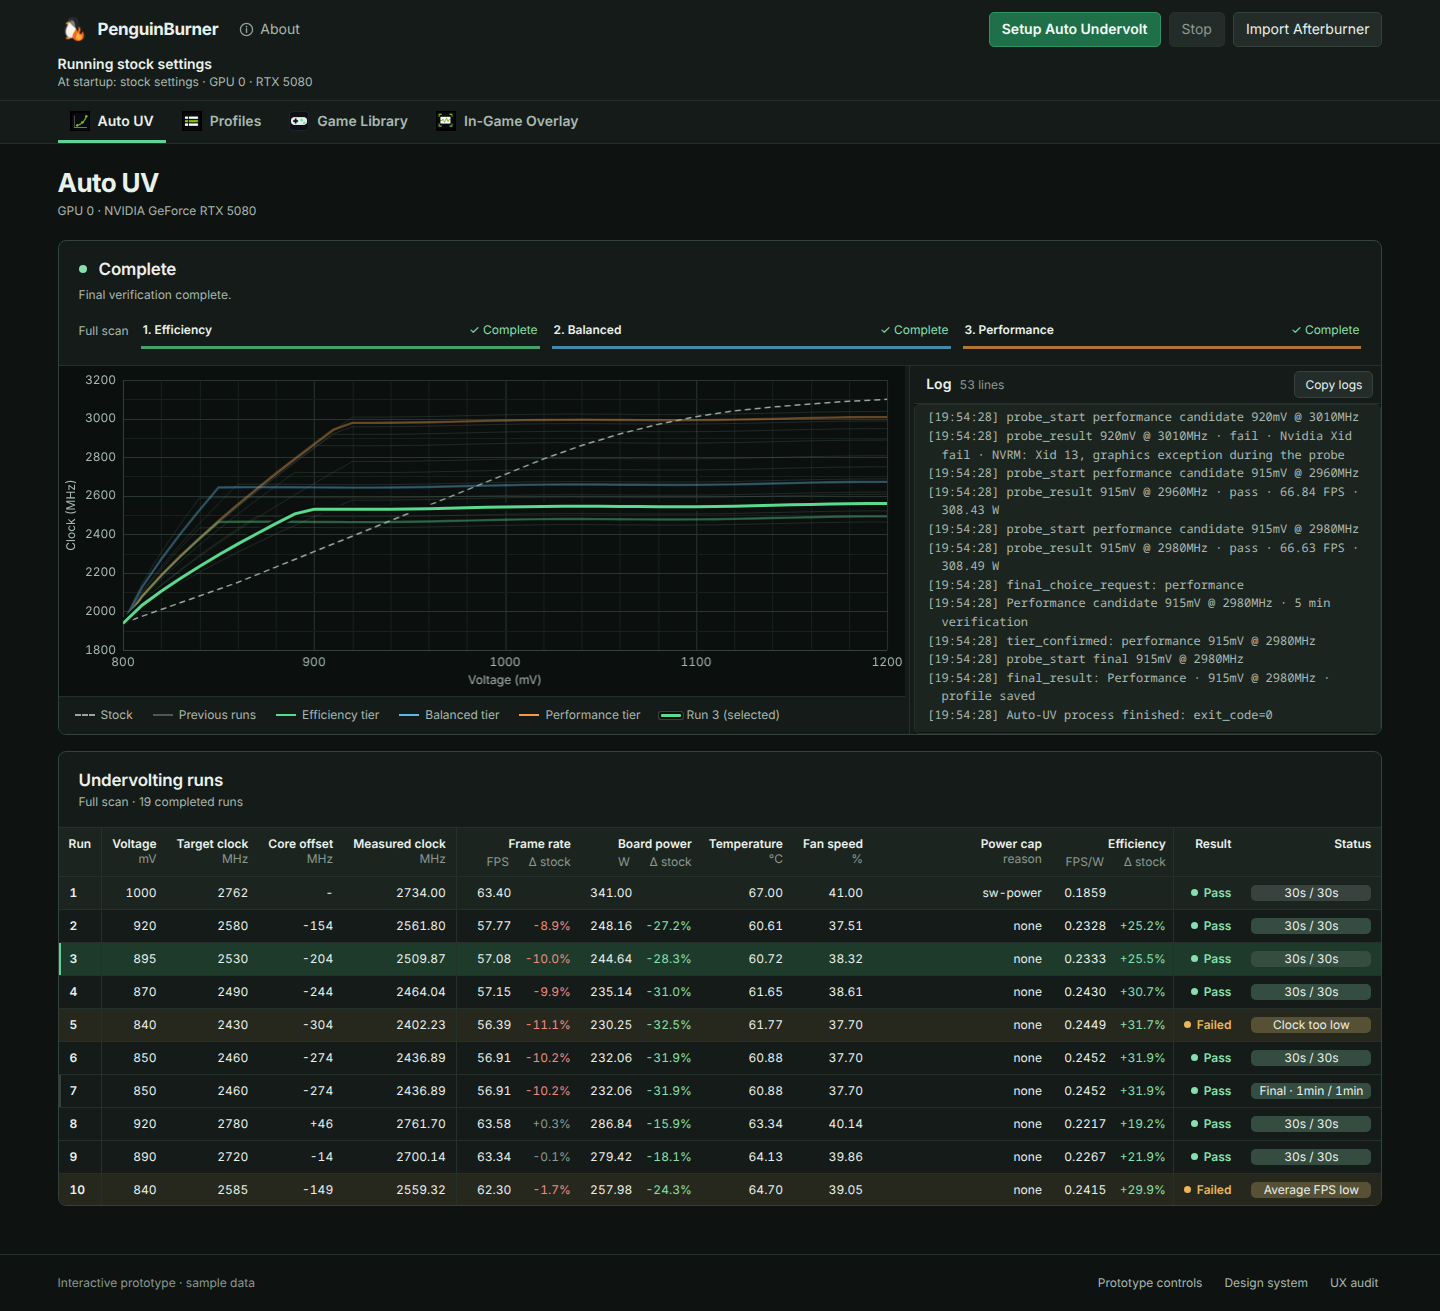 PenguinBurner
About
Setup Auto Undervolt
Stop
Import Afterburner
Running stock settings
At startup: stock settings · GPU 0 · RTX 5080
Auto UV
Profiles
Game Library
In-Game Overlay
Auto UV
GPU 0 · NVIDIA GeForce RTX 5080
Complete
Final verification complete.
Full scan
1. Efficiency
✓ Complete
2. Balanced
✓ Complete
3. Performance
✓ Complete
3200
3000
2800
2600
2400
2200
2000
1800
Clock (MHz)
800
900
1000
1100
1200
Voltage (mV)
Stock
Previous runs
Efficiency tier
Balanced tier
Performance tier
Run 3 (selected)
Log 53 lines
Copy logs
[19:54:28] probe_start performance candidate 920mV @ 3010MHz
[19:54:28] probe_result 920mV @ 3010MHz · fail · Nvidia Xid
fail · NVRM: Xid 13, graphics exception during the probe
[19:54:28] probe_start performance candidate 915mV @ 2960MHz
[19:54:28] probe_result 915mV @ 2960MHz · pass · 66.84 FPS ·
308.43 W
[19:54:28] probe_start performance candidate 915mV @ 2980MHz
[19:54:28] probe_result 915mV @ 2980MHz · pass · 66.63 FPS ·
308.49 W
[19:54:28] final_choice_request: performance
[19:54:28] Performance candidate 915mV @ 2980MHz · 5 min
verification
[19:54:28] tier_confirmed: performance 915mV @ 2980MHz
[19:54:28] probe_start final 915mV @ 2980MHz
[19:54:28] final_result: Performance · 915mV @ 2980MHz ·
profile saved
[19:54:28] Auto-UV process finished: exit_code=0
Undervolting runs
Full scan · 19 completed runs
Run Voltage Target clock Core offset Measured clock Frame rate Board power Temperature Fan speed Power cap Efficiency Result Status
mV MHz MHz MHz FPS Δ stock W Δ stock °C % reason FPS/W Δ stock
1 1000 2762 - 2734.00 63.40 341.00 67.00 41.00 sw-power 0.1859 Pass 30s / 30s
2 920 2580 -154 2561.80 57.77 -8.9% 248.16 -27.2% 60.61 37.51 none 0.2328 +25.2% Pass 30s / 30s
3 895 2530 -204 2509.87 57.08 -10.0% 244.64 -28.3% 60.72 38.32 none 0.2333 +25.5% Pass 30s / 30s
4 870 2490 -244 2464.04 57.15 -9.9% 235.14 -31.0% 61.65 38.61 none 0.2430 +30.7% Pass 30s / 30s
5 840 2430 -304 2402.23 56.39 -11.1% 230.25 -32.5% 61.77 37.70 none 0.2449 +31.7% Failed Clock too low
6 850 2460 -274 2436.89 56.91 -10.2% 232.06 -31.9% 60.88 37.70 none 0.2452 +31.9% Pass 30s / 30s
7 850 2460 -274 2436.89 56.91 -10.2% 232.06 -31.9% 60.88 37.70 none 0.2452 +31.9% Pass Final · 1min / 1min
8 920 2780 +46 2761.70 63.58 +0.3% 286.84 -15.9% 63.34 40.14 none 0.2217 +19.2% Pass 30s / 30s
9 890 2720 -14 2700.14 63.34 -0.1% 279.42 -18.1% 64.13 39.86 none 0.2267 +21.9% Pass 30s / 30s
10 840 2585 -149 2559.32 62.30 -1.7% 257.98 -24.3% 64.70 39.05 none 0.2415 +29.9% Failed Average FPS low
Interactive prototype · sample data
Prototype controls
Design system
UX audit